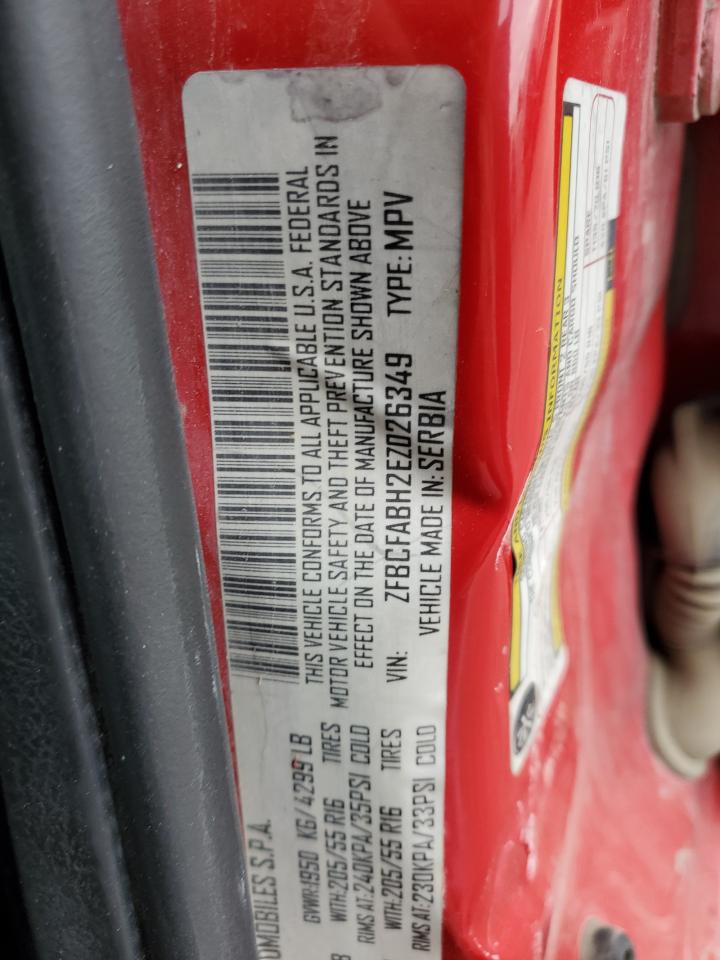 OMOBILES S.P.A.
GVWR: 1950 KG/4299 LB
WITH: 205/55 R16 TIRES
RIMS AT: 240KPA/35PSI COLD
WITH: 205/55 R16 TIRES
RIMS AT: 230KPA/33PSI COLD
THIS VEHICLE CONFORMS TO ALL APPLICABLE U.S.A. FEDERAL
MOTOR VEHICLE SAFETY AND THEFT PREVENTION STANDARDS IN
EFFECT ON THE DATE OF MANUFACTURE SHOWN ABOVE
VIN: ZFBCFABH2EZ026349 TYPE: MPV
VEHICLE MADE IN: SERBIA
INFORMATION
SPARE